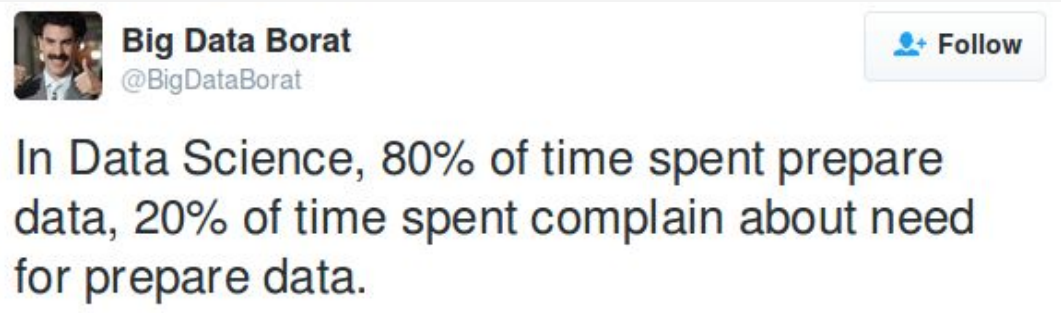 Big Data Borat
@BigDataBorat
Follow
In Data Science, 80% of time spent prepare
data, 20% of time spent complain about need
for prepare data.